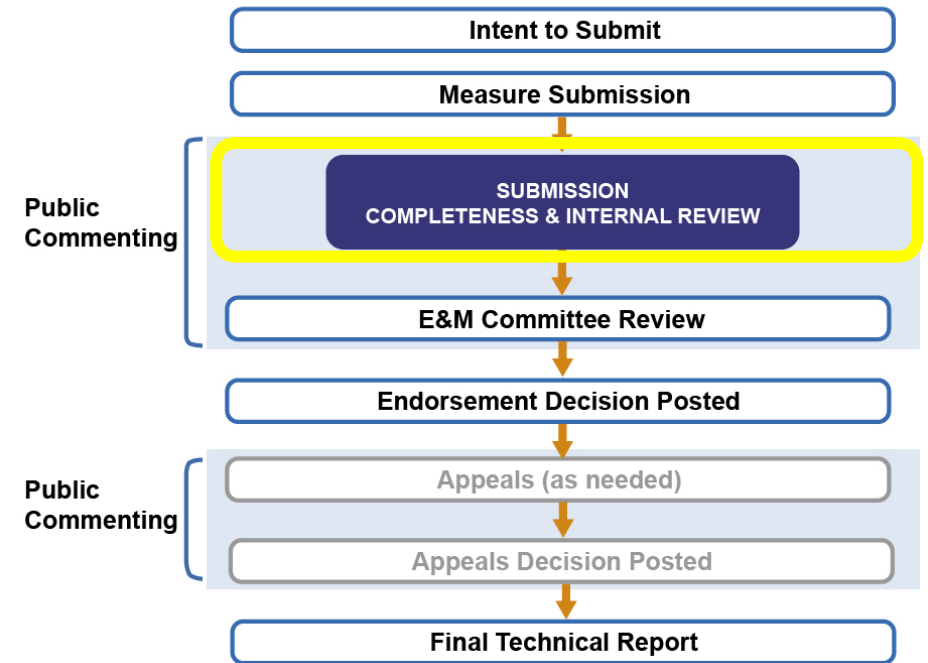 Intent to Submit
Measure Submission
Public
Commenting
SUBMISSION
COMPLETENESS & INTERNAL REVIEW
E&M Committee Review
Endorsement Decision Posted
Public
Commenting
Appeals (as needed)
Appeals Decision Posted
Final Technical Report